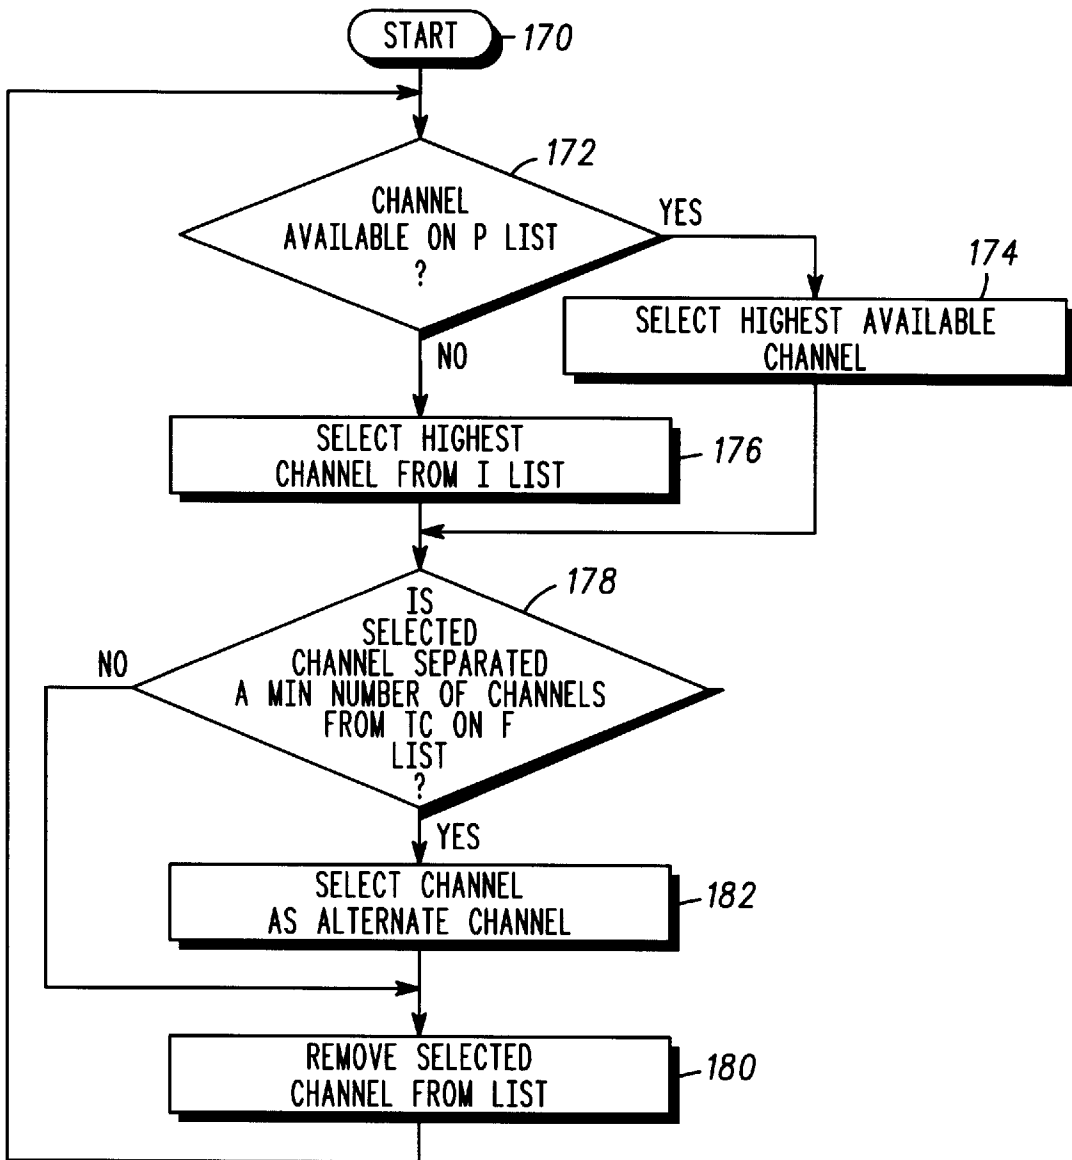 START
170
172
CHANNEL
AVAILABLE ON P LIST
?
YES
174
SELECT HIGHEST AVAILABLE
CHANNEL
NO
SELECT HIGHEST
CHANNEL FROM I LIST
176
178
IS
SELECTED
CHANNEL SEPARATED
A MIN NUMBER OF CHANNELS
FROM TC ON F
LIST
?
NO
YES
SELECT CHANNEL
AS ALTERNATE CHANNEL
182
REMOVE SELECTED
CHANNEL FROM LIST
180